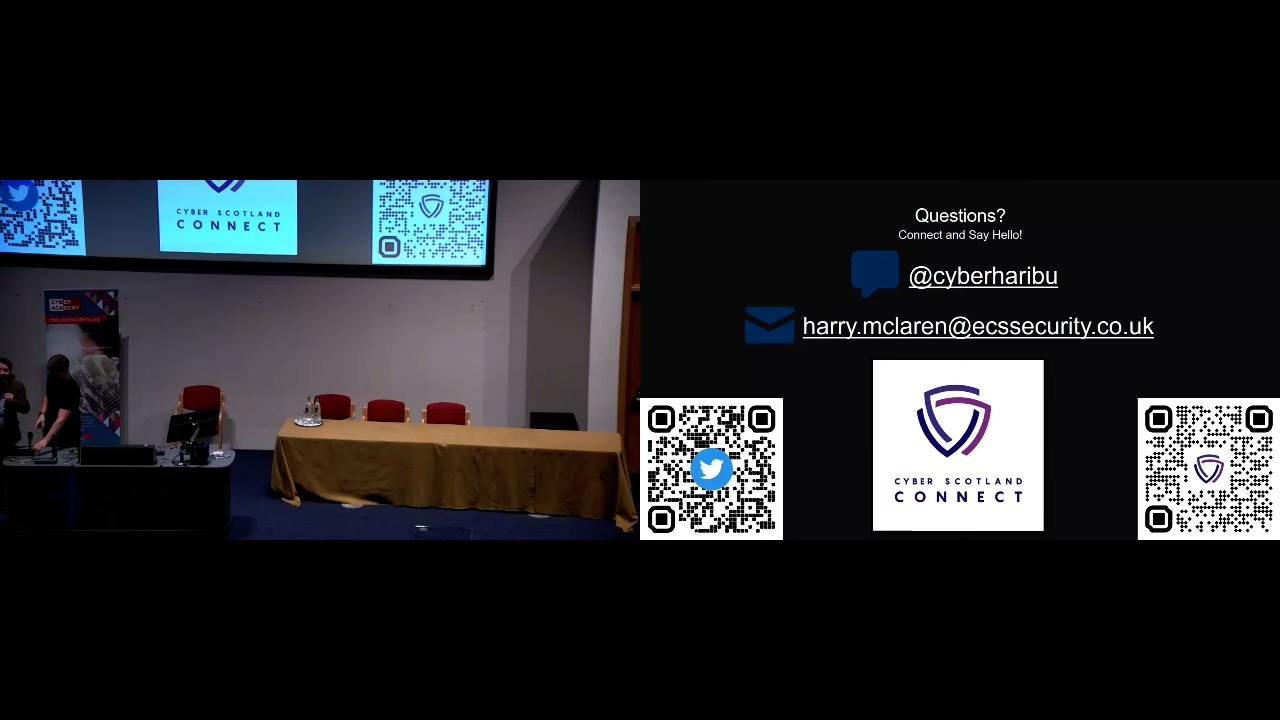 CYBER SCOTLAND
CONNECT
Questions?
Connect and Say Hello!
@cyberharibu
harry.mclaren@ecssecurity.co.uk
CYBER SCOTLAND
CONNECT